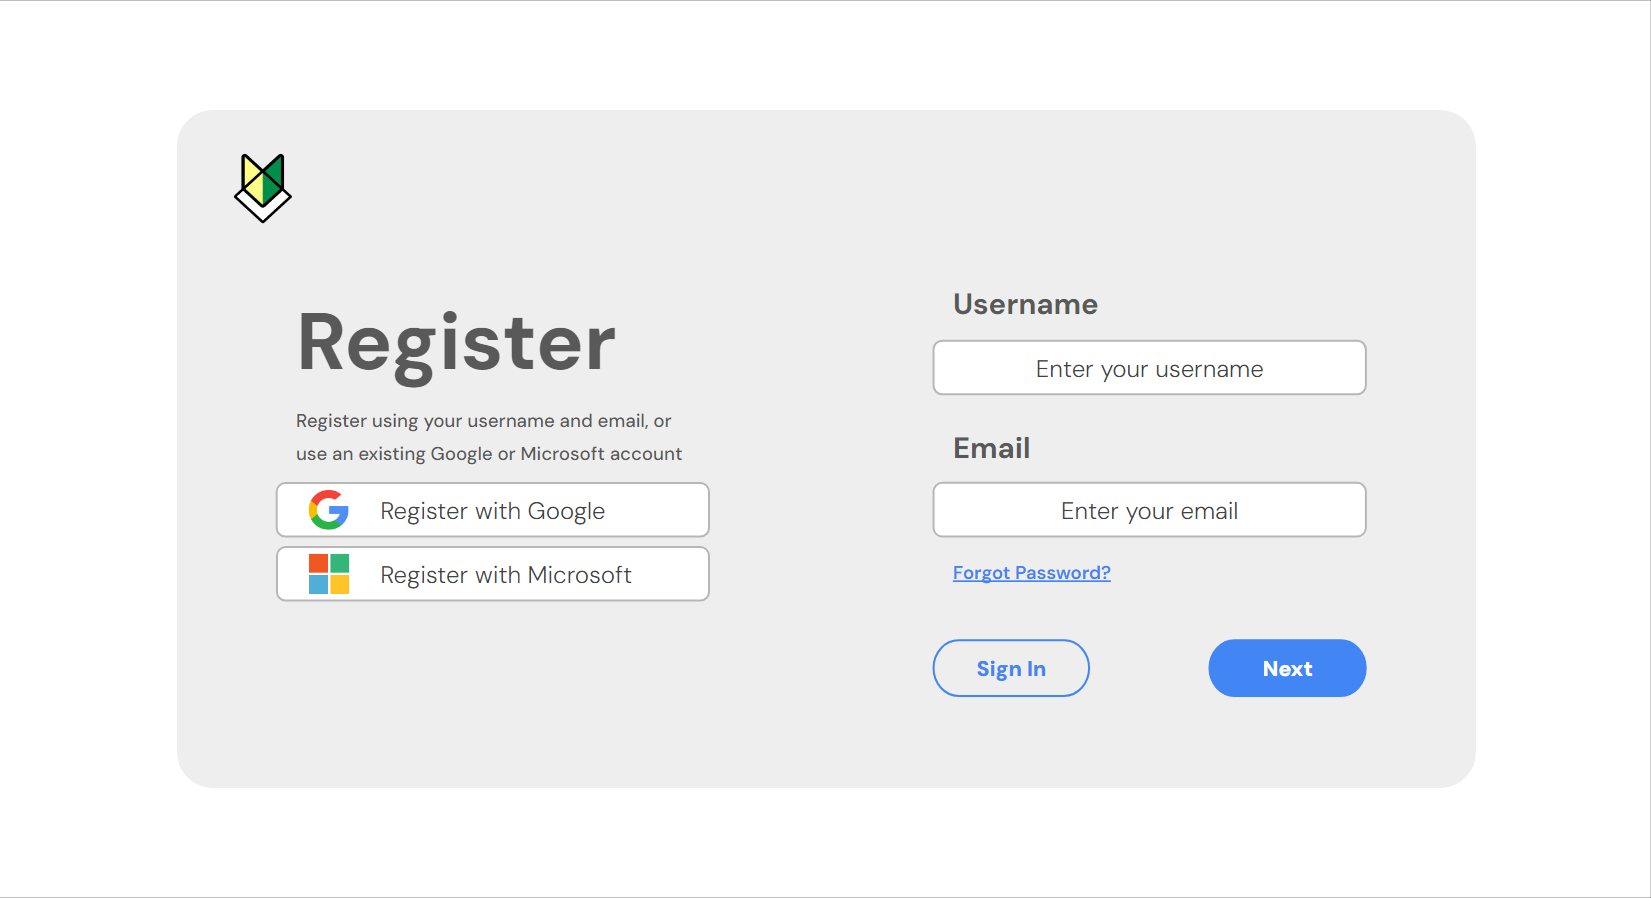 Register
Register using your username and email, or
use an existing Google or Microsoft account
Register with Google
Register with Microsoft
Username
Enter your username
Email
Enter your email
Forgot Password?
Sign In
Next